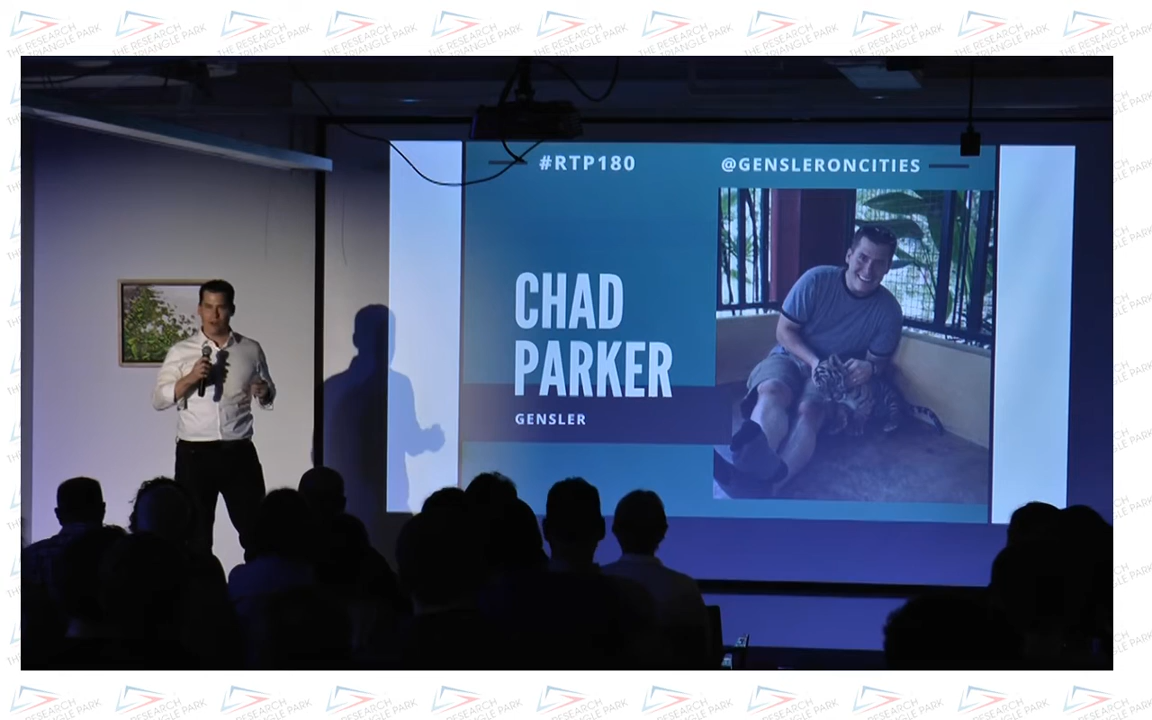 THE RESEARCH
TRIANGLE PARK
#RTP180
@GENSLERONCITIES
CHAD
PARKER
GENSLER